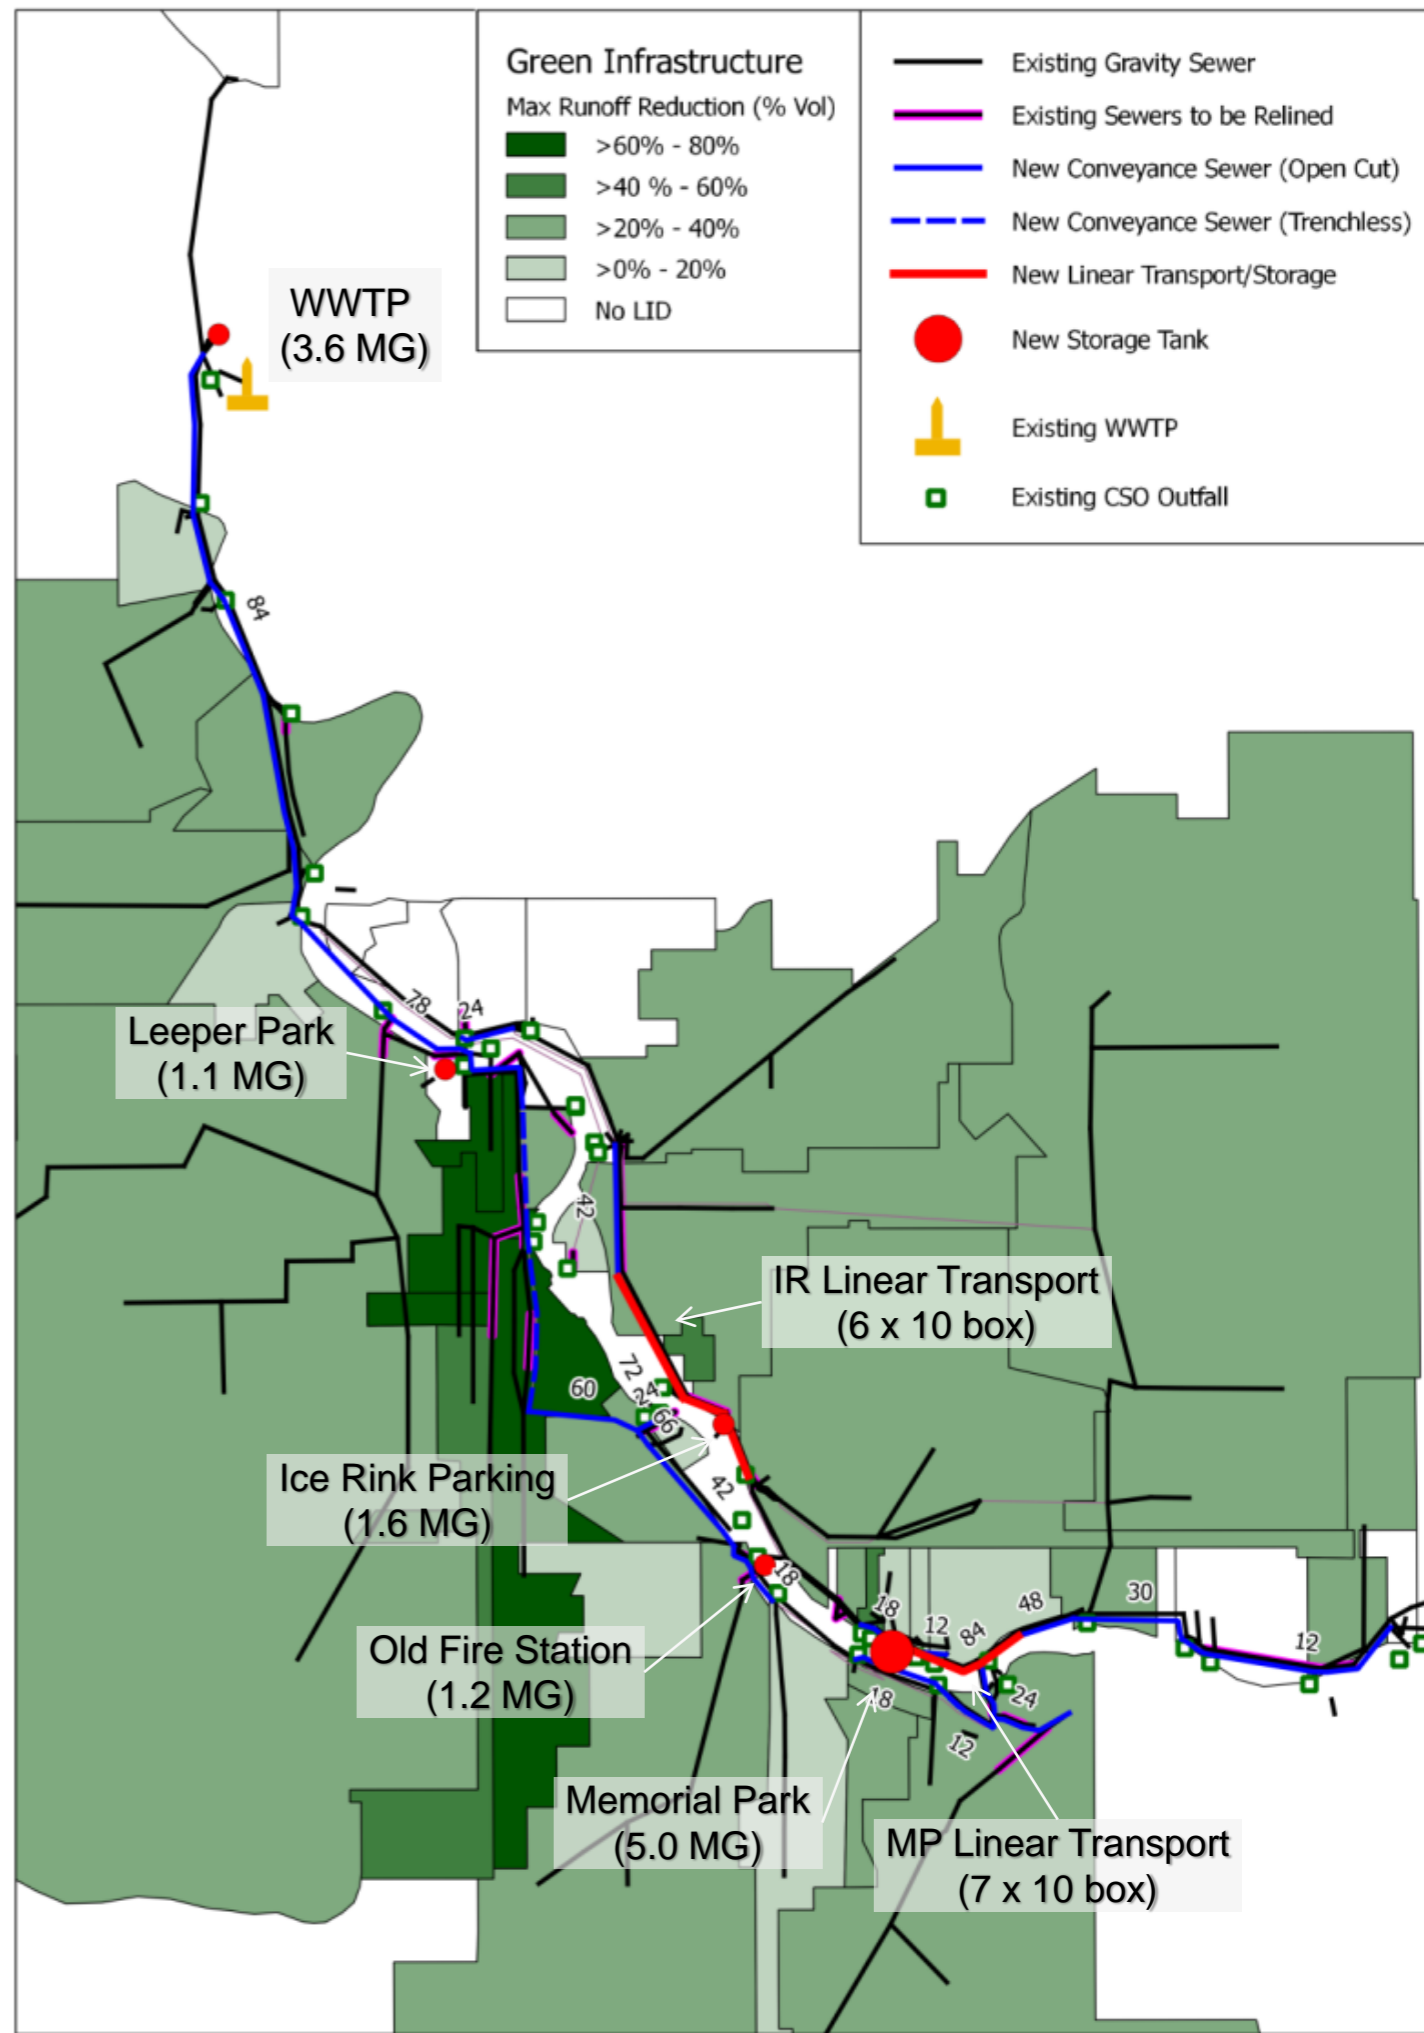 Green Infrastructure
Max Runoff Reduction (% Vol)
>60% - 80%
>40 % - 60%
>20% - 40%
>0% - 20%
No LID
Existing Gravity Sewer
Existing Sewers to be Relined
New Conveyance Sewer (Open Cut)
New Conveyance Sewer (Trenchless)
New Linear Transport/Storage
New Storage Tank
Existing WWTP
Existing CSO Outfall
WWTP
(3.6 MG)
84
78
24
Leeper Park
(1.1 MG)
42
IR Linear Transport
(6 x 10 box)
72
60
24
66
Ice Rink Parking
(1.6 MG)
42
18
18
12
84
48
30
12
Old Fire Station
(1.2 MG)
18
24
12
Memorial Park
(5.0 MG)
MP Linear Transport
(7 x 10 box)